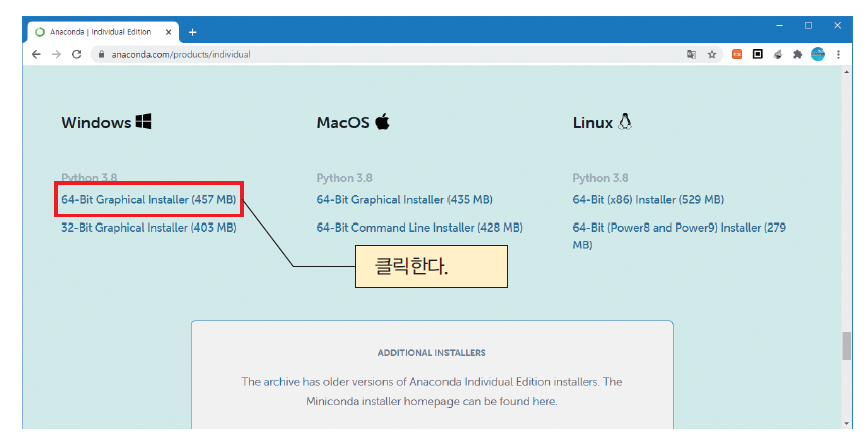 Anaconda | Individual Edition
anaconda.com/products/individual
Windows
MacOS
Linux
Python 3.8
Python 3.8
Python 3.8
64-Bit Graphical Installer (457 MB)
64-Bit Graphical Installer (435 MB)
64-Bit (x86) Installer (529 MB)
32-Bit Graphical Installer (403 MB)
64-Bit Command Line Installer (428 MB)
64-Bit (Power8 and Power9) Installer (279
MB)
클릭한다.
ADDITIONAL INSTALLERS
The archive has older versions of Anaconda Individual Edition installers. The
Miniconda installer homepage can be found here.